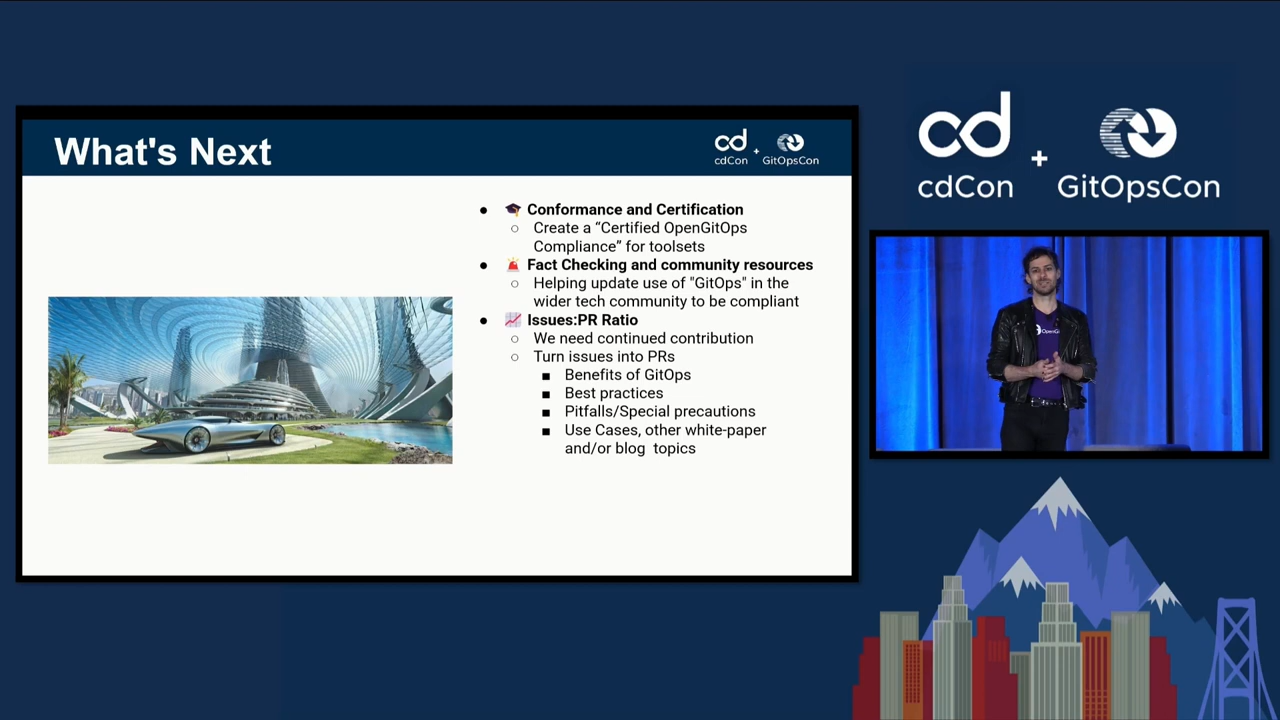 What's Next
cd
cdCon
+
GitOpsCon
● Conformance and Certification
○ Create a “Certified OpenGitOps
Compliance” for toolsets
● Fact Checking and community resources
○ Helping update use of "GitOps" in the
wider tech community to be compliant
● Issues:PR Ratio
○ We need continued contribution
○ Turn issues into PRs
■ Benefits of GitOps
■ Best practices
■ Pitfalls/Special precautions
■ Use Cases, other white-paper
and/or blog topics
cd
cdCon
+
GitOpsCon